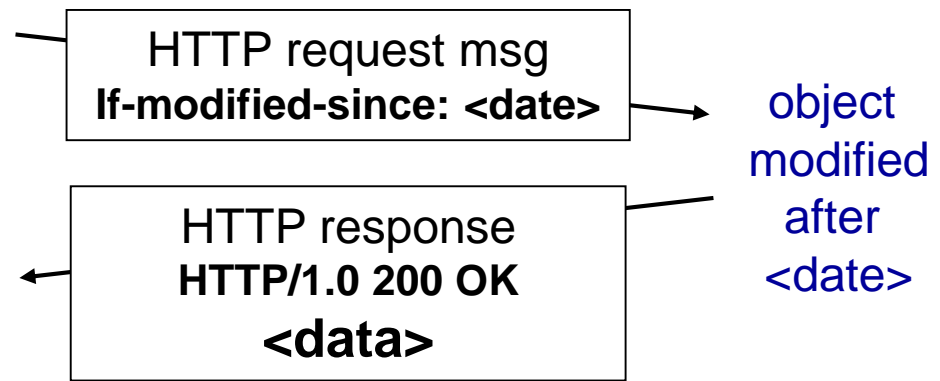 HTTP request msg
If-modified-since: <date>
object
modified
after
<date>
HTTP response
HTTP/1.0 200 OK
<data>